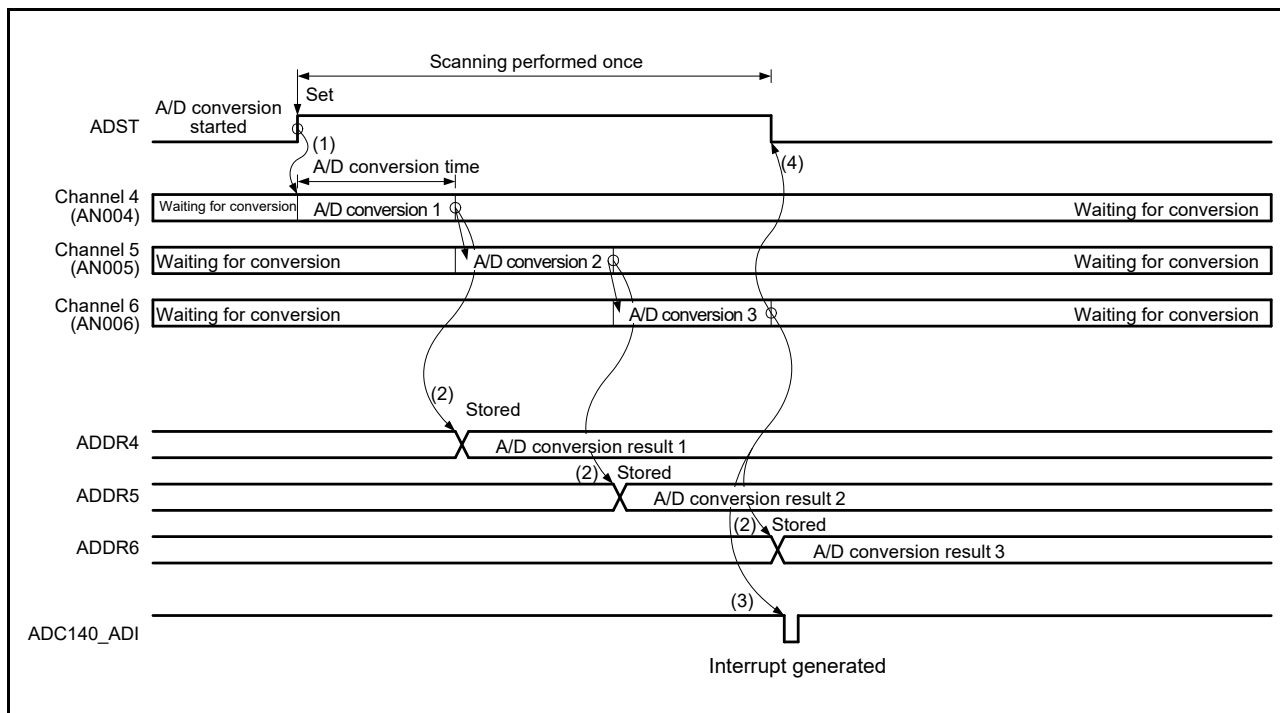 Scanning performed once
Set
A/D conversion
started
ADST
(1)
(4)
A/D conversion time
Channel 4
(AN004)
Waiting for conversion
A/D conversion 1
Waiting for conversion
Channel 5
(AN005)
Waiting for conversion
A/D conversion 2
Waiting for conversion
Channel 6
(AN006)
Waiting for conversion
A/D conversion 3
Waiting for conversion
(2)
Stored
ADDR4
A/D conversion result 1
(2)
Stored
ADDR5
A/D conversion result 2
(2)
Stored
ADDR6
A/D conversion result 3
(3)
ADC140_ADI
Interrupt generated